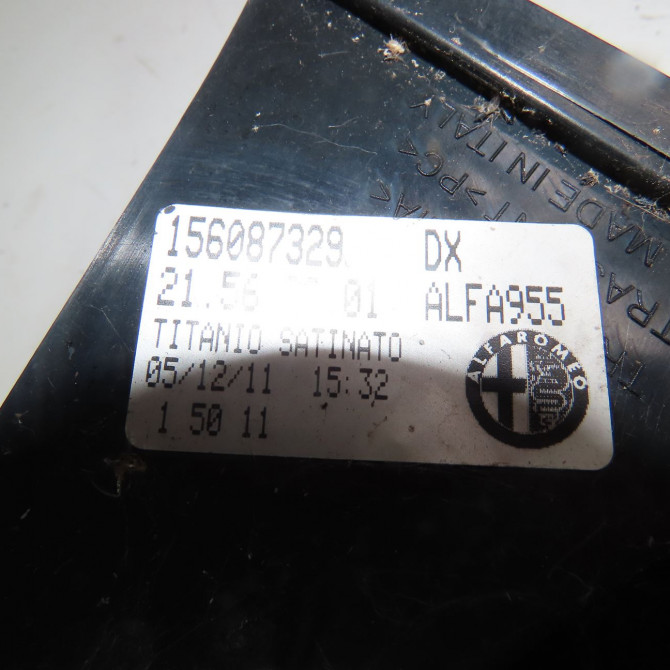 156087329 DX
21.56 01 ALFA955
TITANIO SATINATO
05/12/11 15:32
1 50 11
ALFA ROMEO
MADE IN ITALY
>PC<